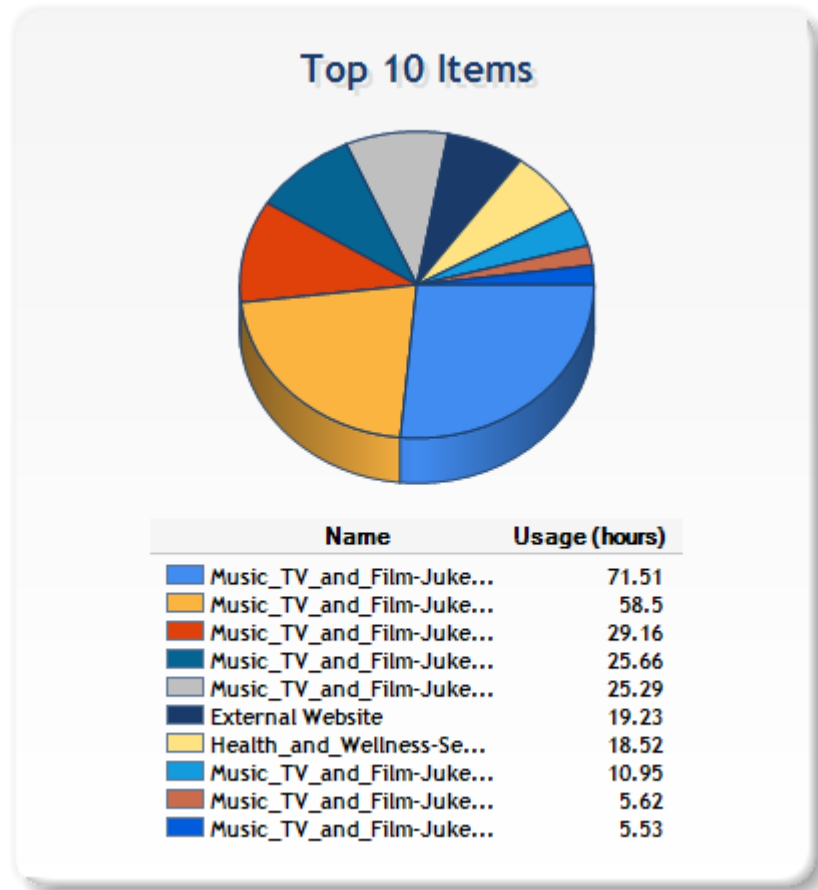 Top 10 Items
Name Usage (hours)
Music_TV_and_Film-Juke... 71.51
Music_TV_and_Film-Juke... 58.5
Music_TV_and_Film-Juke... 29.16
Music_TV_and_Film-Juke... 25.66
Music_TV_and_Film-Juke... 25.29
External Website 19.23
Health_and_Wellness-Se... 18.52
Music_TV_and_Film-Juke... 10.95
Music_TV_and_Film-Juke... 5.62
Music_TV_and_Film-Juke... 5.53